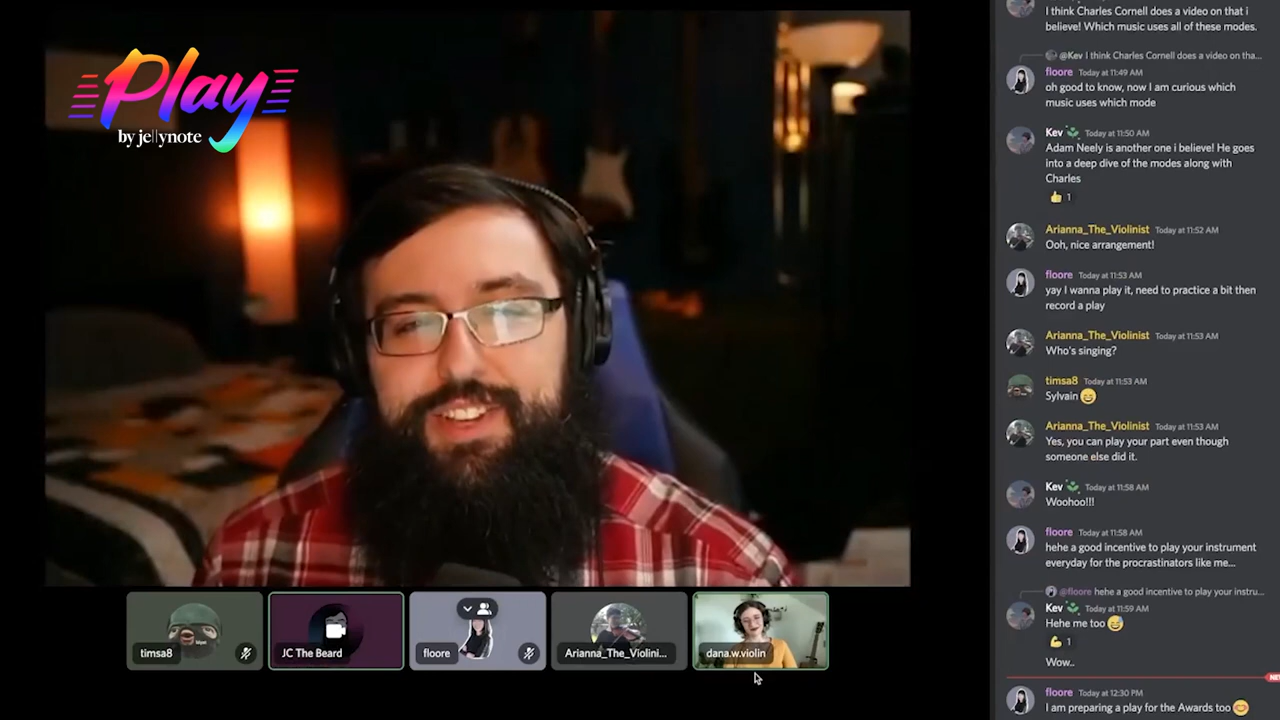 Play
by jellynote
timsa8
JC The Beard
floore
Arianna_The_Violini...
dana.w.violin
I think Charles Cornell does a video on that i
believe! Which music uses all of these modes.
@Kev I think Charles Cornell does a video on tha...
floore Today at 11:49 AM
oh good to know, now I am curious which
music uses which mode
Kev Today at 11:50 AM
Adam Neely is another one i believe! He goes
into a deep dive of the modes along with
Charles
1
Arianna_The_Violinist Today at 11:52 AM
Ooh, nice arrangement!
floore Today at 11:53 AM
yay I wanna play it, need to practice a bit then
record a play
Arianna_The_Violinist Today at 11:53 AM
Who's singing?
timsa8 Today at 11:53 AM
Sylvain
Arianna_The_Violinist Today at 11:53 AM
Yes, you can play your part even though
someone else did it.
Kev Today at 11:58 AM
Woohoo!!!
floore Today at 11:58 AM
hehe a good incentive to play your instrument
everyday for the procrastinators like me...
@floore hehe a good incentive to play your instru...
Kev Today at 11:59 AM
Hehe me too
1
Wow..
NEW
floore Today at 12:30 PM
I am preparing a play for the Awards too